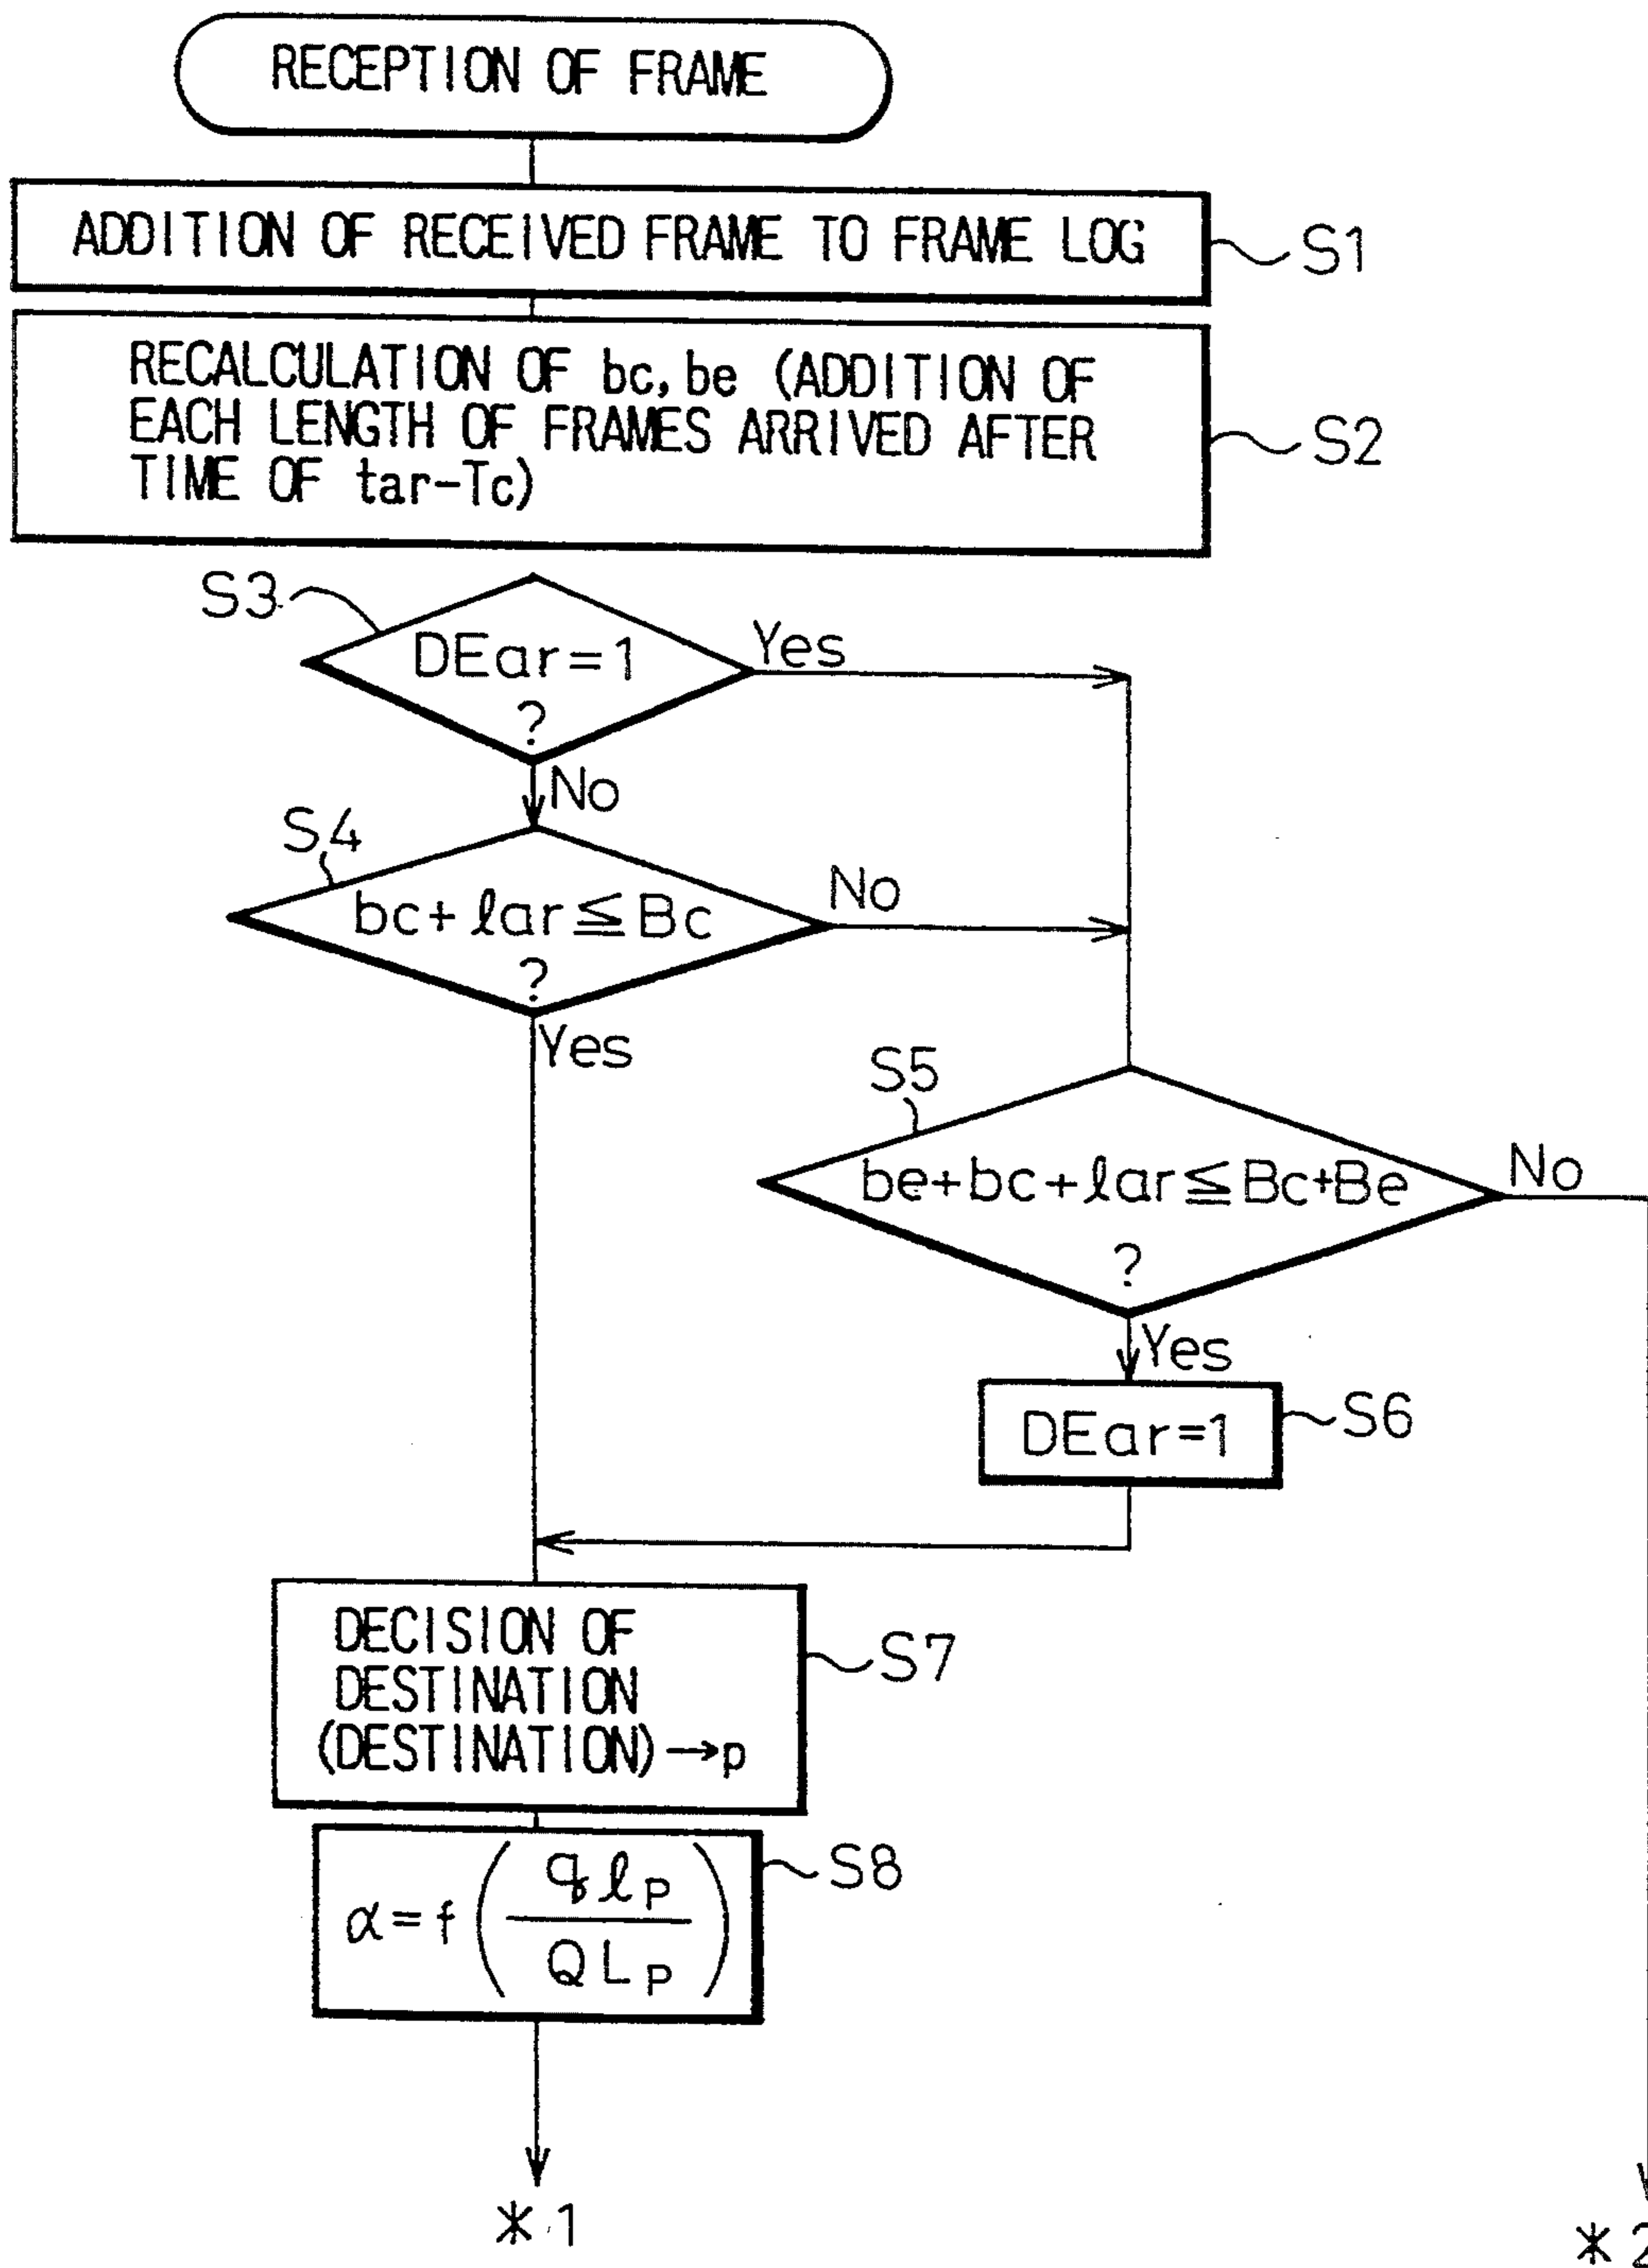 RECEPTION OF FRAME
ADDITION OF RECEIVED FRAME TO FRAME LOG
S1
RECALCULATION OF bc, be (ADDITION OF
EACH LENGTH OF FRAMES ARRIVED AFTER
TIME OF tar-Tc)
S2
S3
DEar=1
?
Yes
No
S4
bc+ℓar≦Bc
?
No
Yes
S5
be+bc+ℓar≦Bc+Be
?
No
Yes
DEar=1
S6
DECISION OF
DESTINATION
(DESTINATION)→p
S7
α=f(qℓp/QLp)
S8
*1
*2